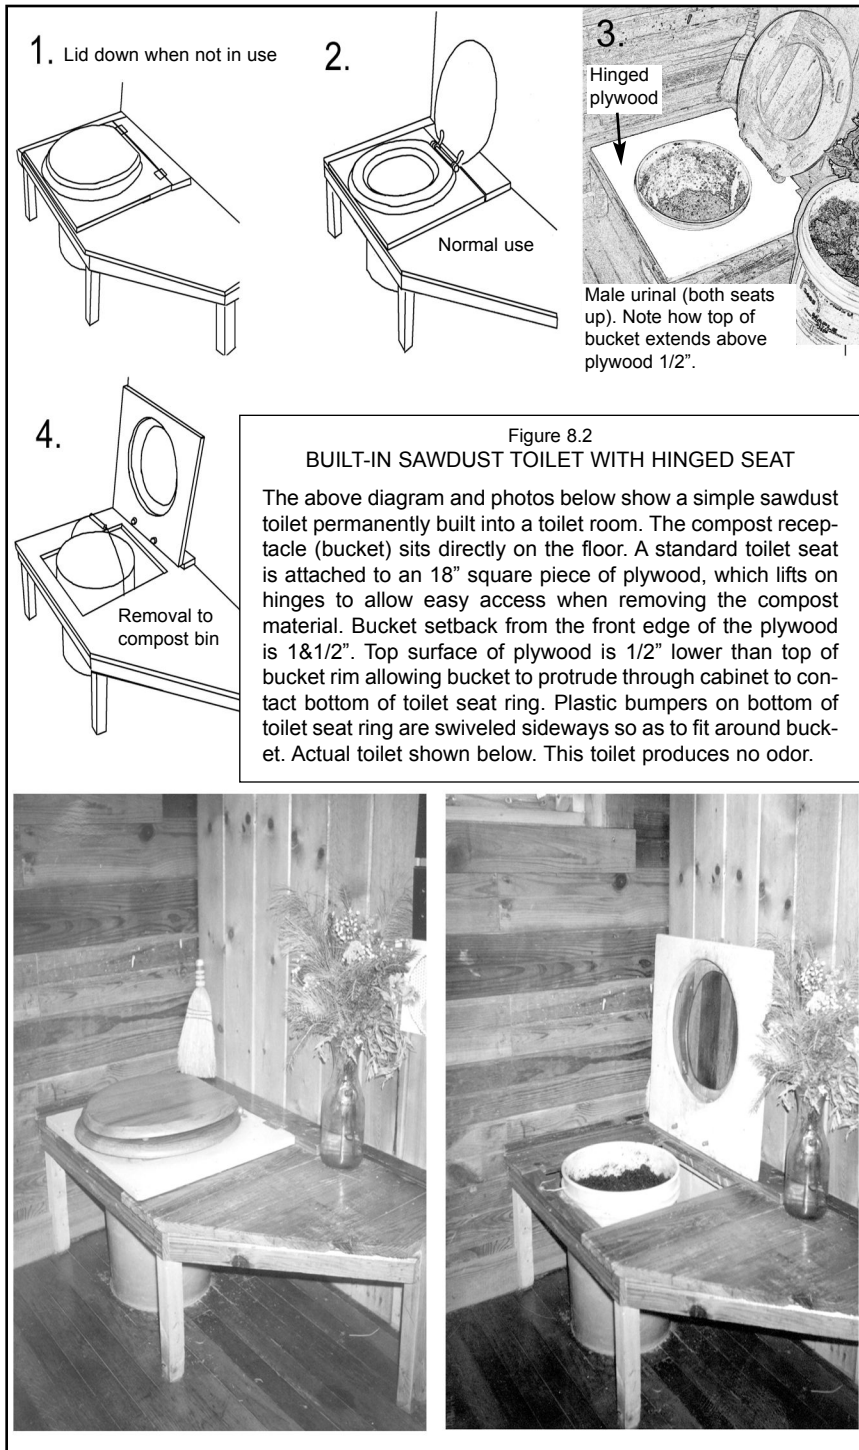 1. Lid down when not in use
2.
Normal use
3.
Hinged
plywood
Male urinal (both seats
up). Note how top of
bucket extends above
plywood 1/2”.
4.
Removal to
compost bin
Figure 8.2
BUILT-IN SAWDUST TOILET WITH HINGED SEAT
The above diagram and photos below show a simple sawdust
toilet permanently built into a toilet room. The compost recep-
tacle (bucket) sits directly on the floor. A standard toilet seat
is attached to an 18” square piece of plywood, which lifts on
hinges to allow easy access when removing the compost
material. Bucket setback from the front edge of the plywood
is 1&1/2”. Top surface of plywood is 1/2” lower than top of
bucket rim allowing bucket to protrude through cabinet to con-
tact bottom of toilet seat ring. Plastic bumpers on bottom of
toilet seat ring are swiveled sideways so as to fit around buck-
et. Actual toilet shown below. This toilet produces no odor.